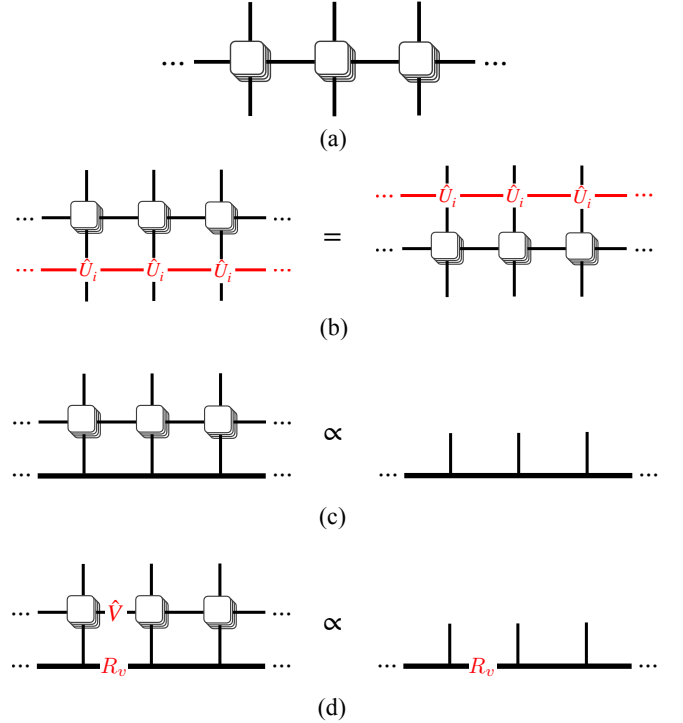 ··· ···
(a)
··· ··· = ··· Û_i Û_i Û_i ···
··· Û_i Û_i Û_i ··· ··· ···
(b)
··· ··· ∝
··· ··· ··· ···
(c)
··· V̂ ··· ∝
··· R_v ··· ··· R_v ···
(d)